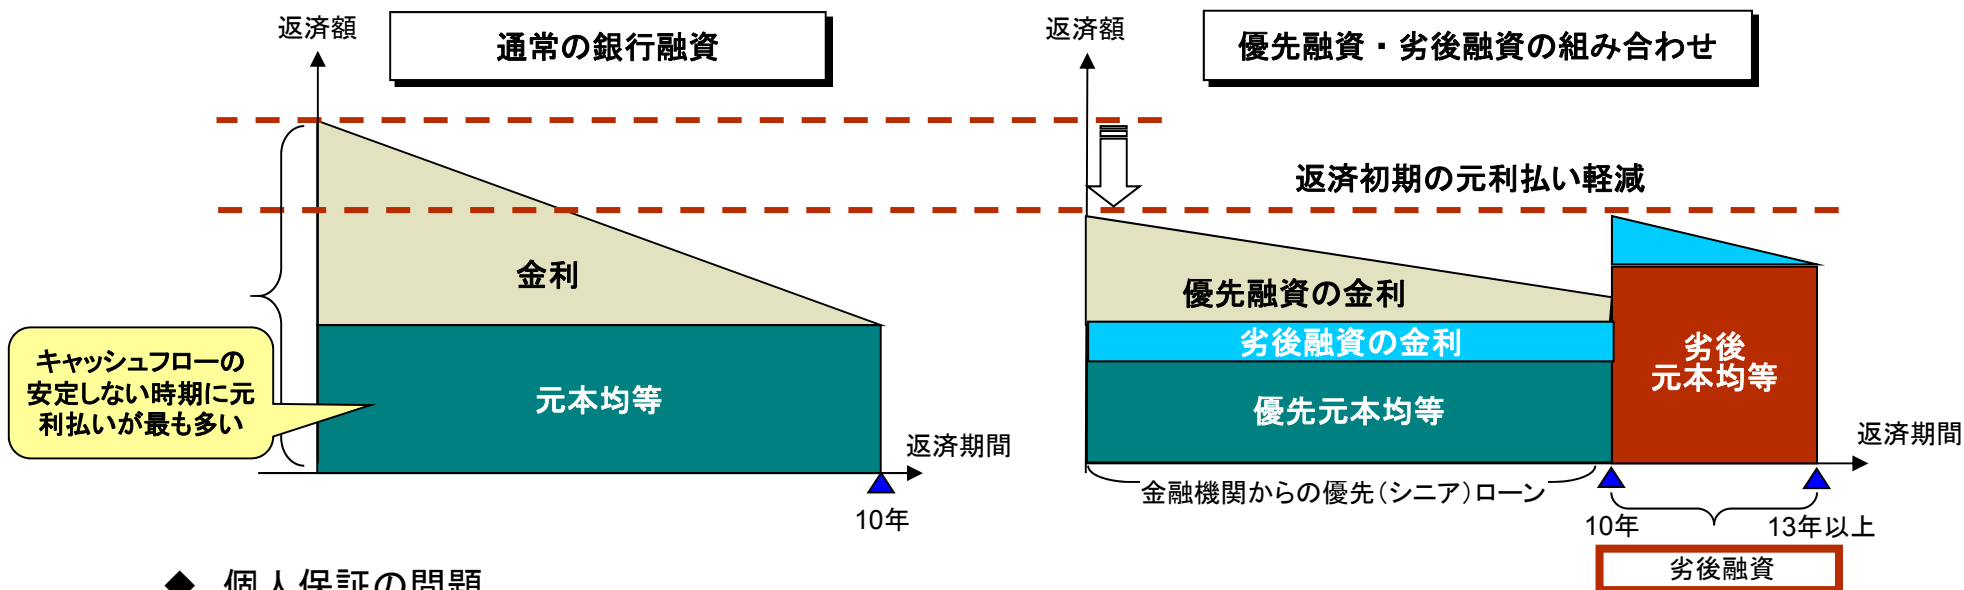 返済額
通常の銀行融資
金利
元本均等
キャッシュフローの
安定しない時期に元
利払いが最も多い
返済期間
10年
返済額
優先融資・劣後融資の組み合わせ
返済初期の元利払い軽減
優先融資の金利
劣後融資の金利
優先元本均等
劣後
元本均等
返済期間
金融機関からの優先(シニア)ローン
10年
13年以上
劣後融資
◆ 個人保証の問題